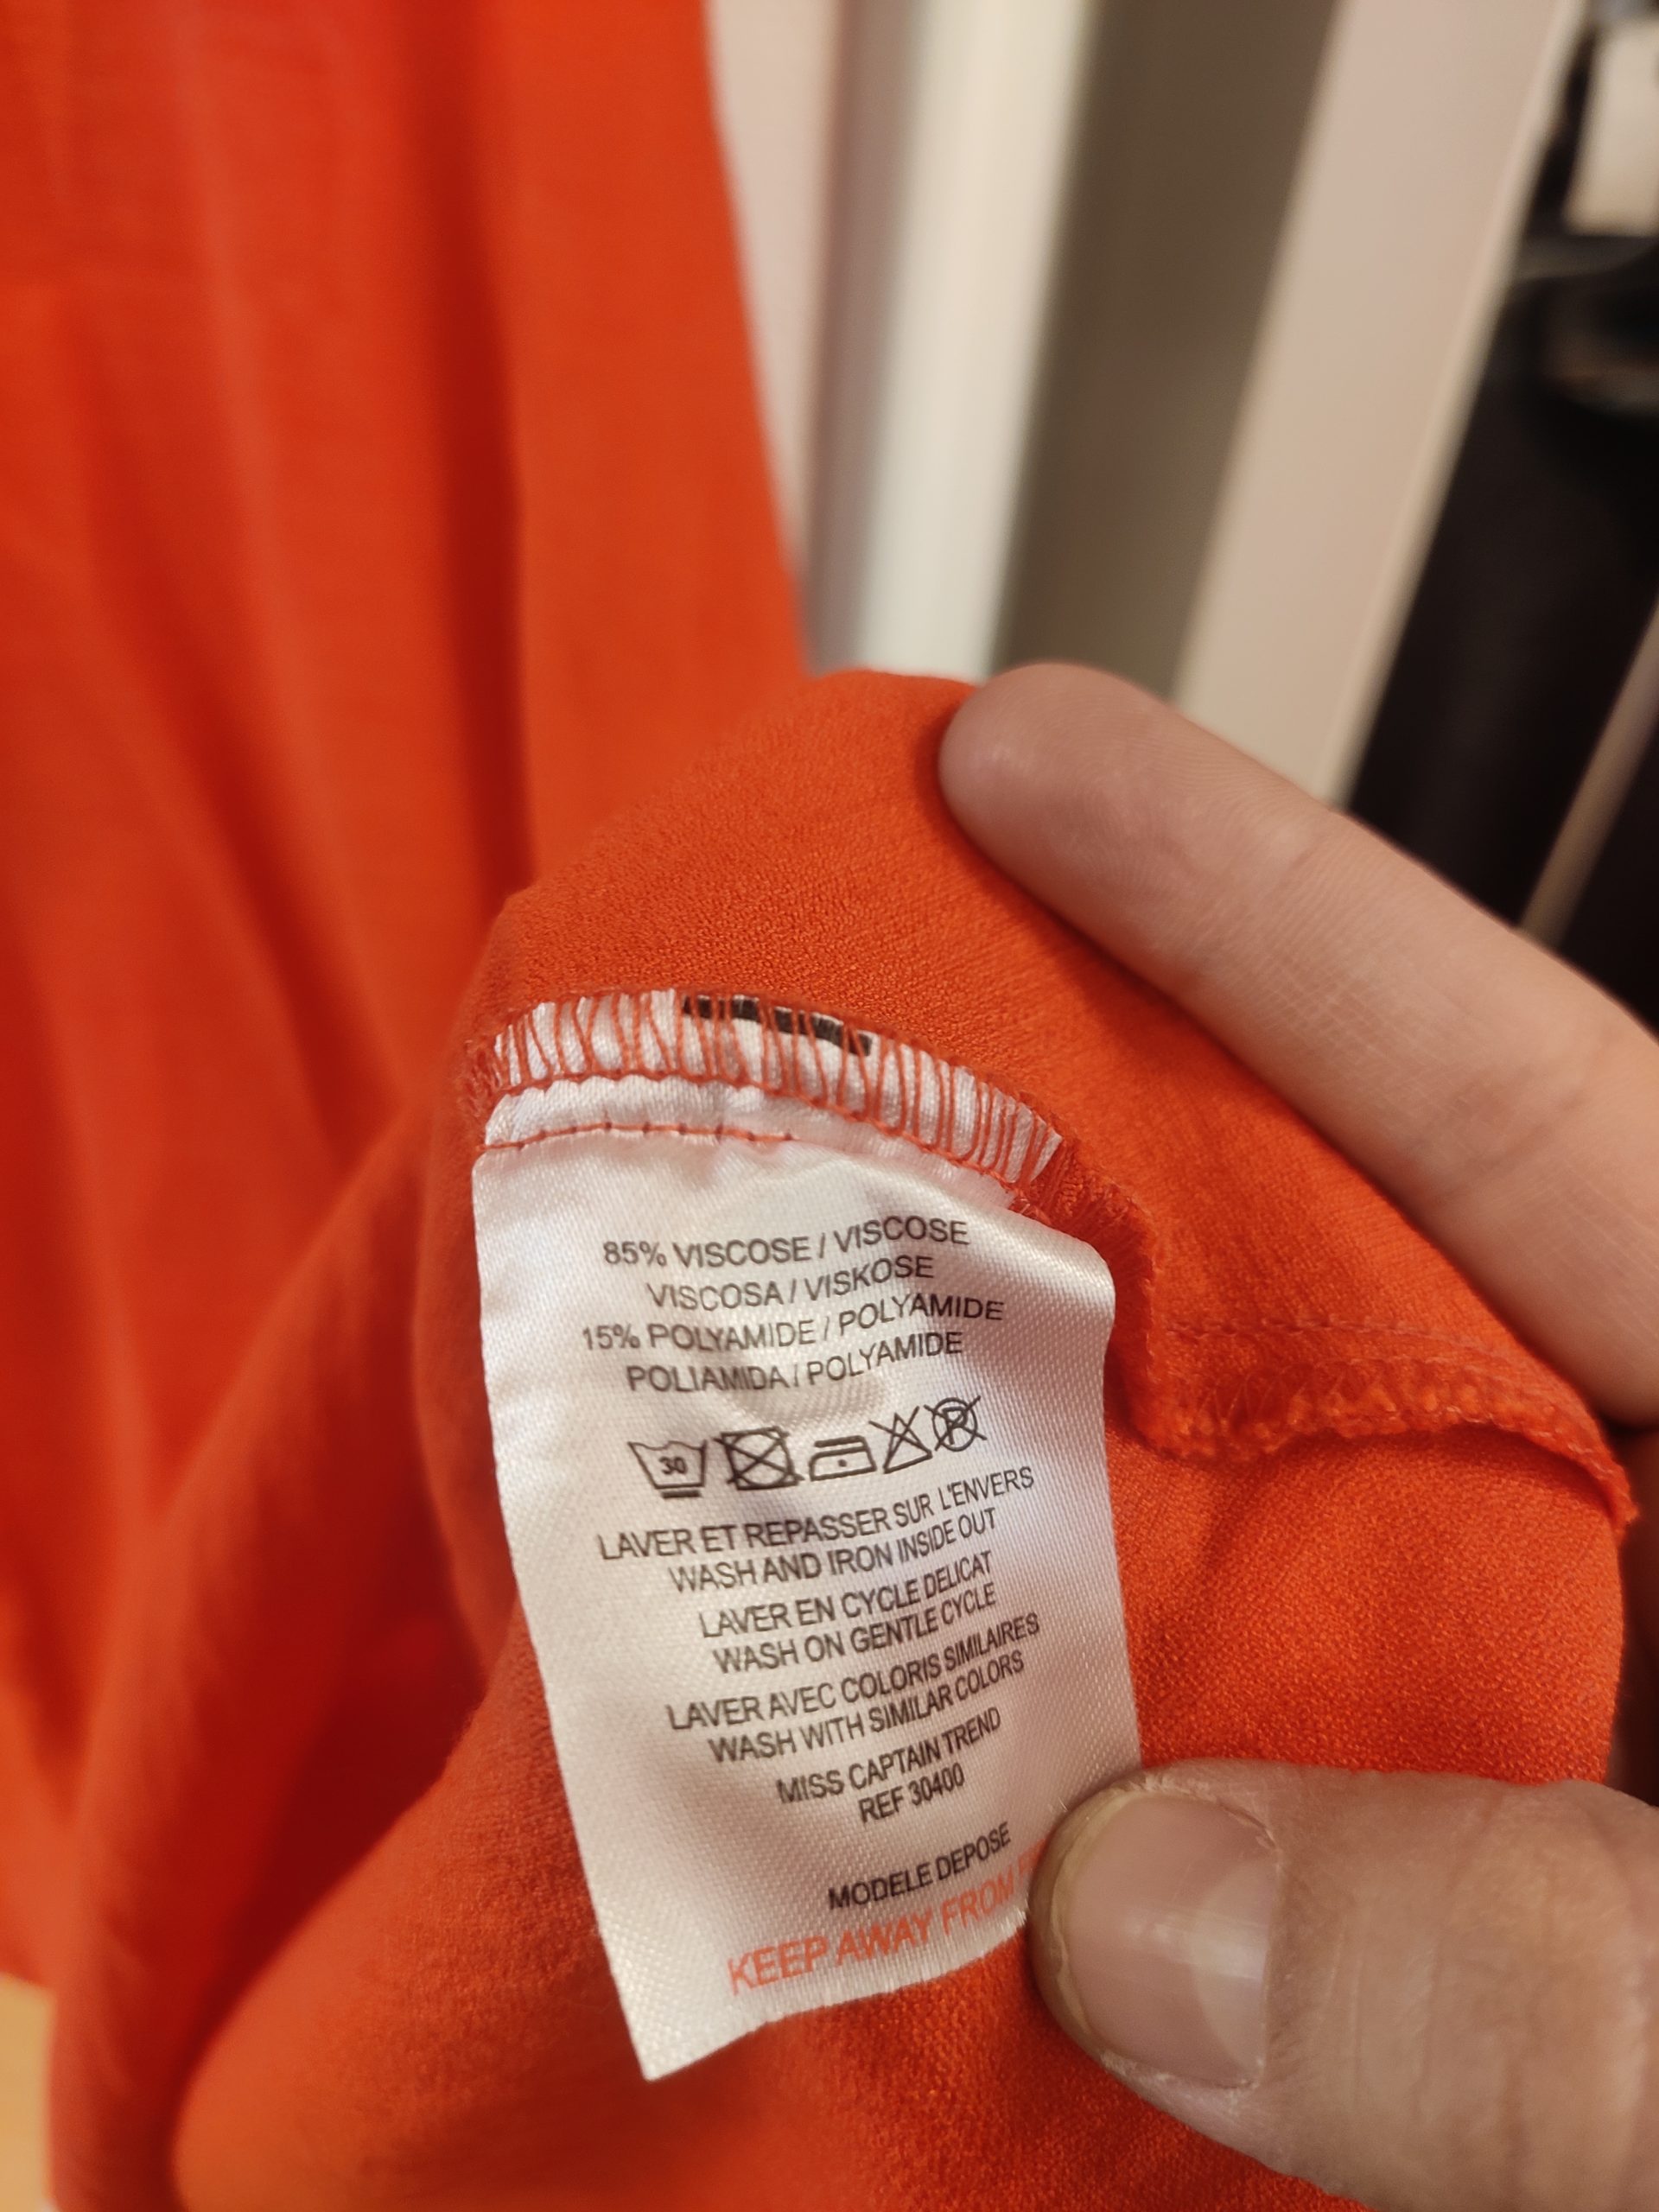 85% VISCOSE / VISCOSE
VISCOSA / VISKOSE
15% POLYAMIDE / POLYAMIDE
POLIAMIDA / POLYAMIDE
30 P
LAVER ET REPASSER SUR L'ENVERS
WASH AND IRON INSIDE OUT
LAVER EN CYCLE DELICAT
WASH ON GENTLE CYCLE
LAVER AVEC COLORIS SIMILAIRES
WASH WITH SIMILAR COLORS
MISS CAPTAIN TREND
REF 30400
MODELE DEPOSE
KEEP AWAY FROM